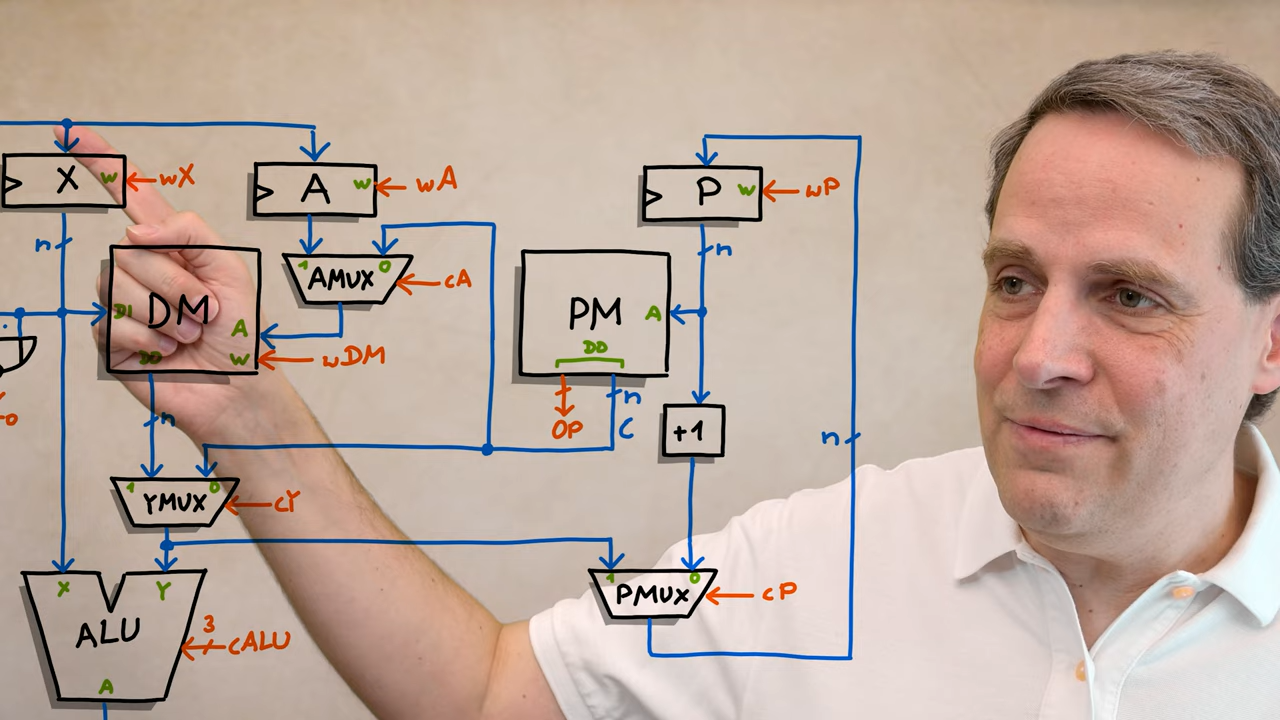 X w wX
A w wA
P w wP
n
n
1 AMUX 0 cA
DI DM A
PM A
DO
DO W wDM
n
n
OP C
+1
n
1 YMUX 0 cY
1 PMUX 0 cP
X Y
ALU
3
cALU
A